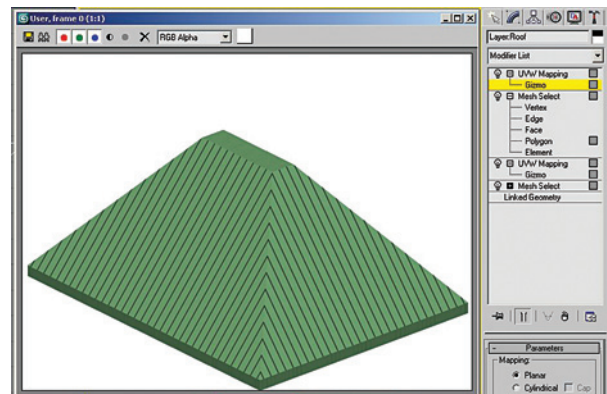 User, frame 0 (1:1)
RGB Alpha
Layer:Roof
Modifier List
UVW Mapping
Gizmo
Mesh Select
Vertex
Edge
Face
Polygon
Element
UVW Mapping
Gizmo
Mesh Select
Linked Geometry
- Parameters
Mapping:
Planar
Cylindrical Cap